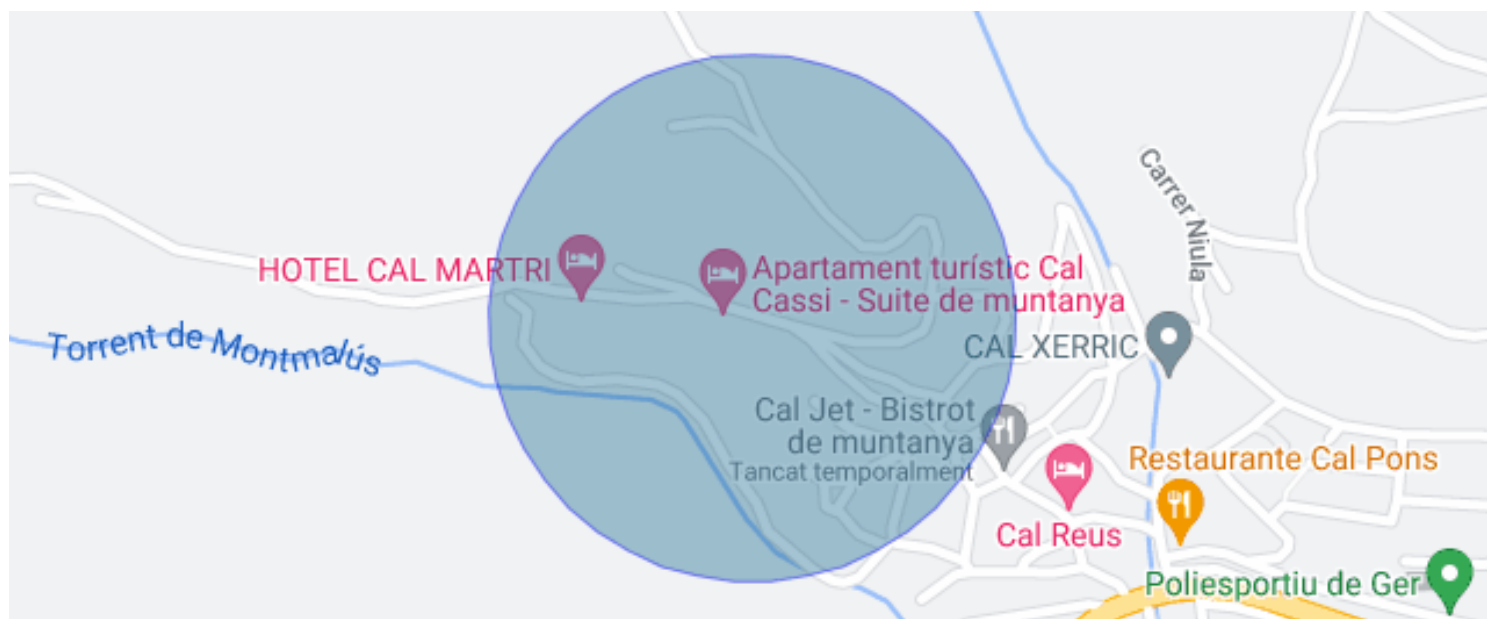 Carrer Niula
HOTEL CAL MARTRI
Apartament turístic Cal
Cassi - Suite de muntanya
Torrent de Montmalús
CAL XERRIC
Cal Jet - Bistrot
de muntanya
Tancat temporalment
Restaurante Cal Pons
Cal Reus
Poliesportiu de Ger